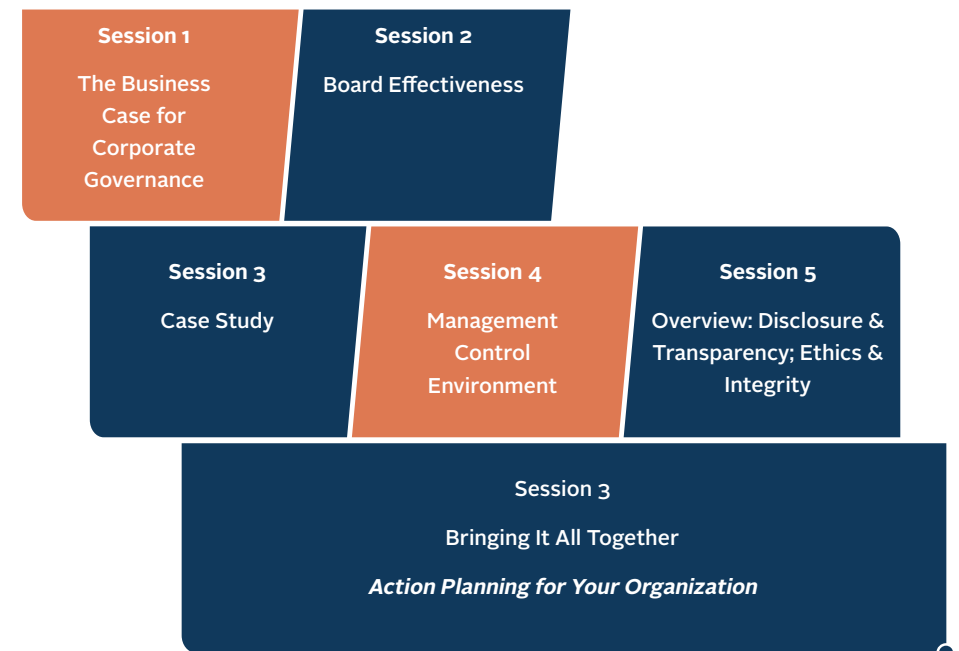 Session 1
The Business
Case for
Corporate
Governance
Session 2
Board Effectiveness
Session 3
Case Study
Session 4
Management
Control
Environment
Session 5
Overview: Disclosure &
Transparency; Ethics &
Integrity
Session 3
Bringing It All Together
Action Planning for Your Organization